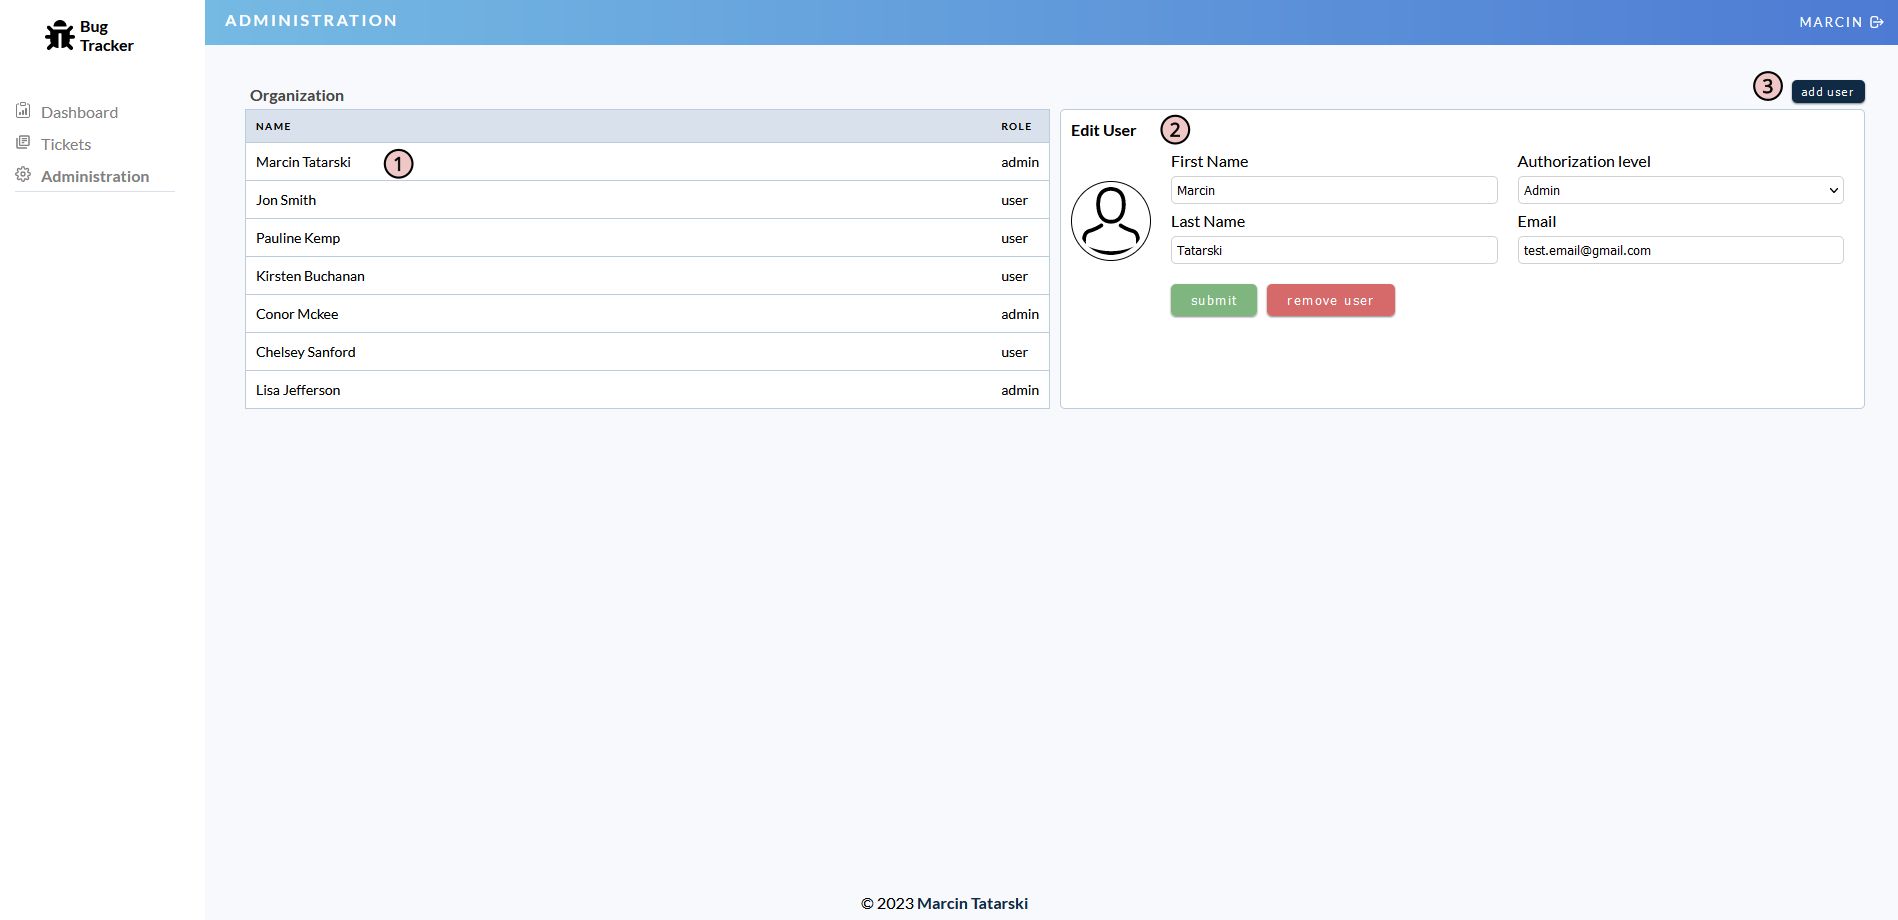 Bug
Tracker
ADMINISTRATION
MARCIN
Dashboard
Tickets
Administration
Organization
3
add user
NAME ROLE
Marcin Tatarski 1 admin
Jon Smith user
Pauline Kemp user
Kirsten Buchanan user
Conor Mckee admin
Chelsey Sanford user
Lisa Jefferson admin
Edit User 2
First Name Authorization level
Marcin Admin
Last Name Email
Tatarski test.email@gmail.com
submit remove user
© 2023 Marcin Tatarski